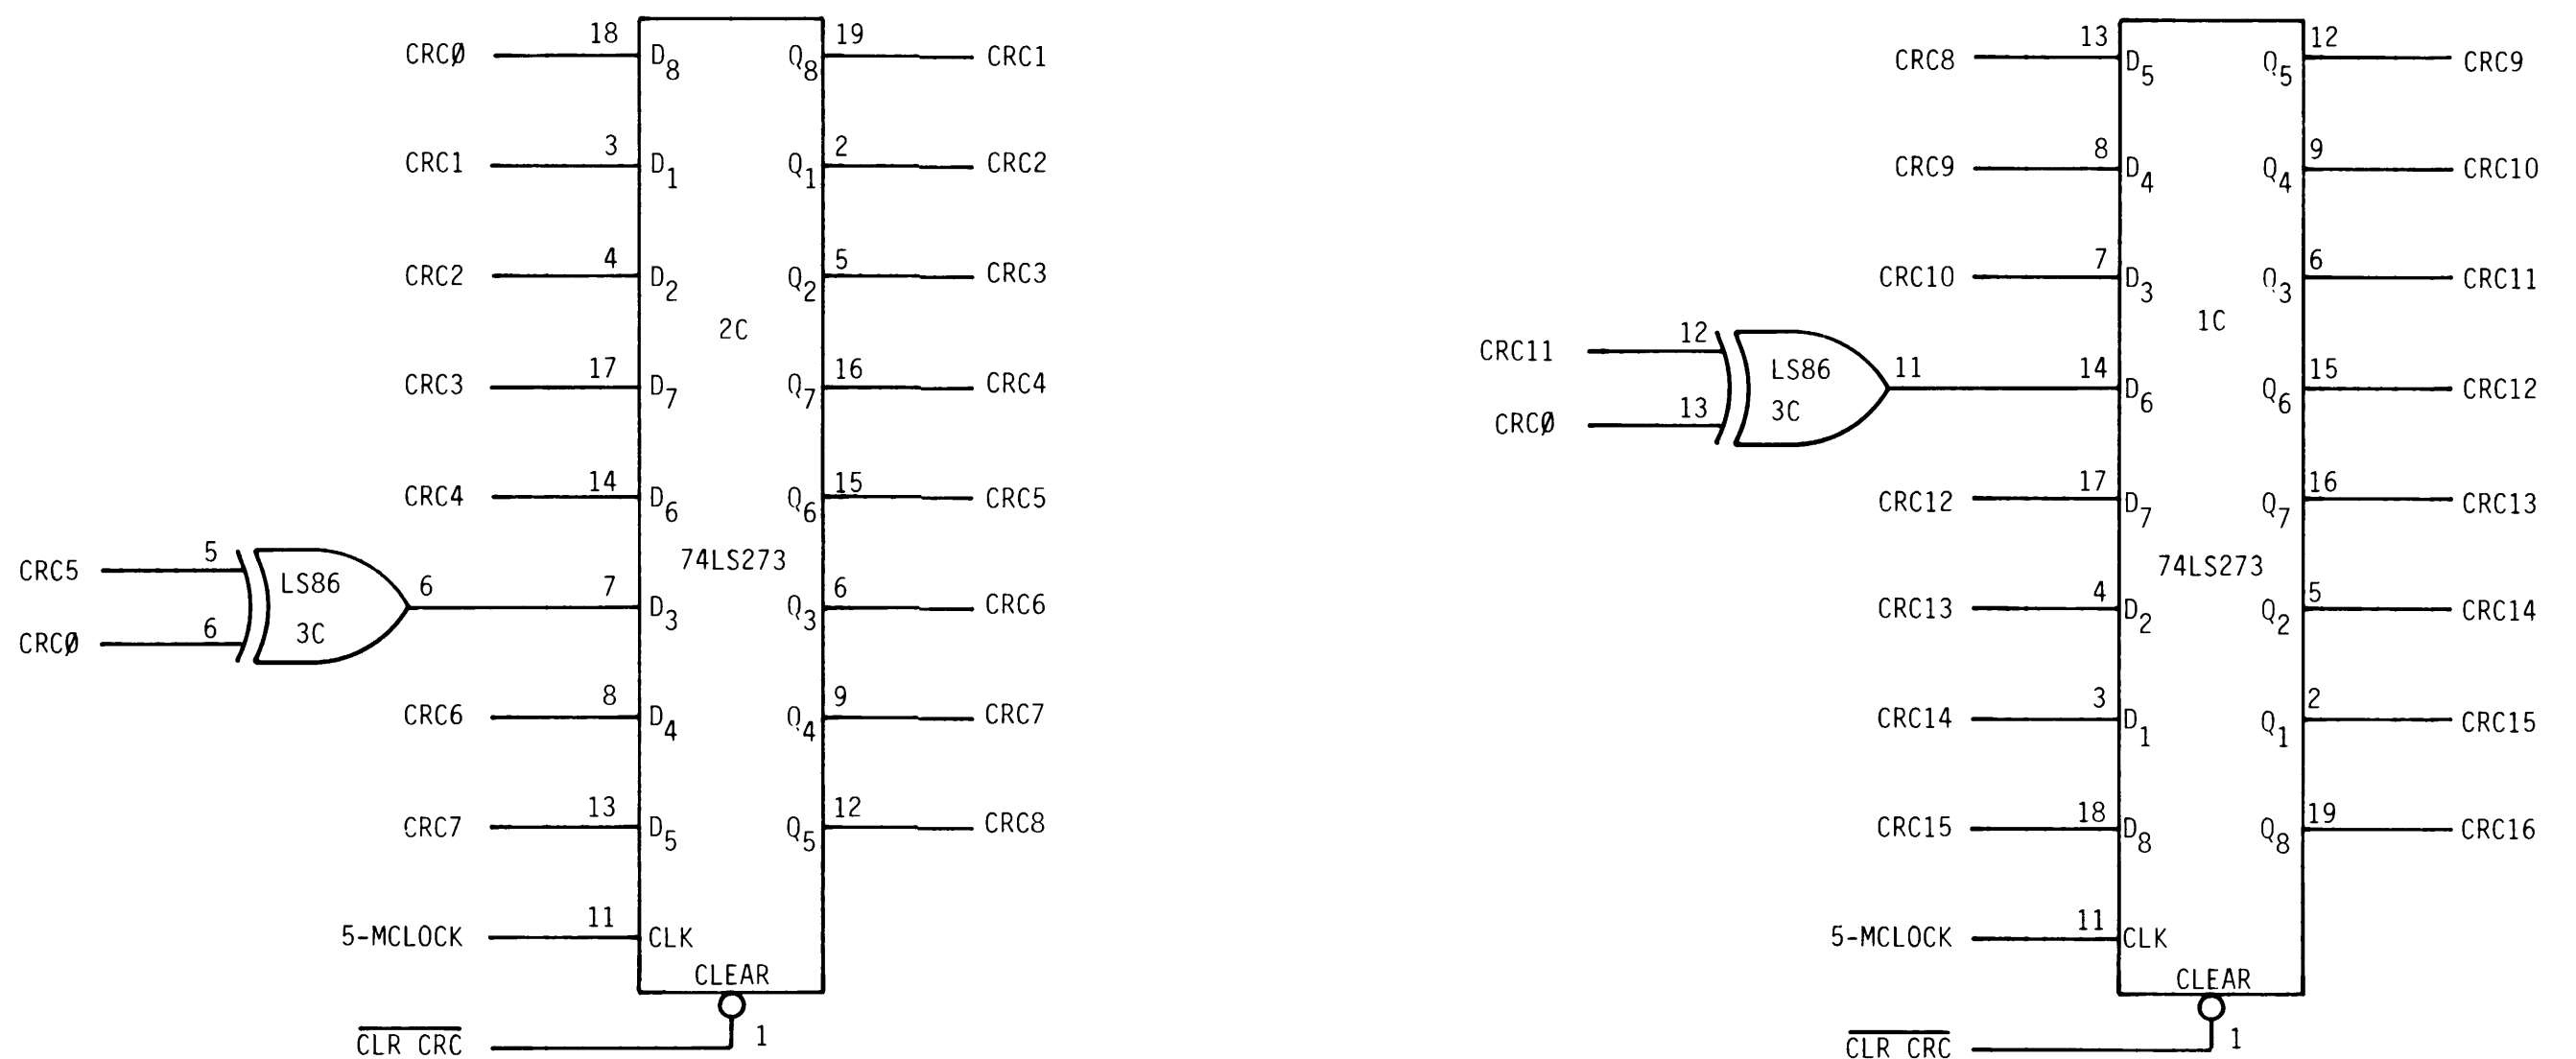 CRC0̸ 18 D8 Q8 19 CRC1
CRC1 3 D1 Q1 2 CRC2
CRC2 4 D2 Q2 5 CRC3
2C
CRC3 17 D7 Q7 16 CRC4
CRC4 14 D6 Q6 15 CRC5
74LS273
CRC5 5 LS86 6 7 D3 Q3 6 CRC6
CRC0̸ 6 3C
CRC6 8 D4 Q4 9 CRC7
CRC7 13 D5 Q5 12 CRC8
5-MCLOCK 11 CLK
CLEAR
CLR CRC 1
CRC8 13 D5 Q5 12 CRC9
CRC9 8 D4 Q4 9 CRC10
CRC10 7 D3 Q3 6 CRC11
1C
CRC11 12 LS86 11 14 D6 Q6 15 CRC12
CRC0̸ 13 3C
CRC12 17 D7 Q7 16 CRC13
74LS273
CRC13 4 D2 Q2 5 CRC14
CRC14 3 D1 Q1 2 CRC15
CRC15 18 D8 Q8 19 CRC16
5-MCLOCK 11 CLK
CLEAR
CLR CRC 1